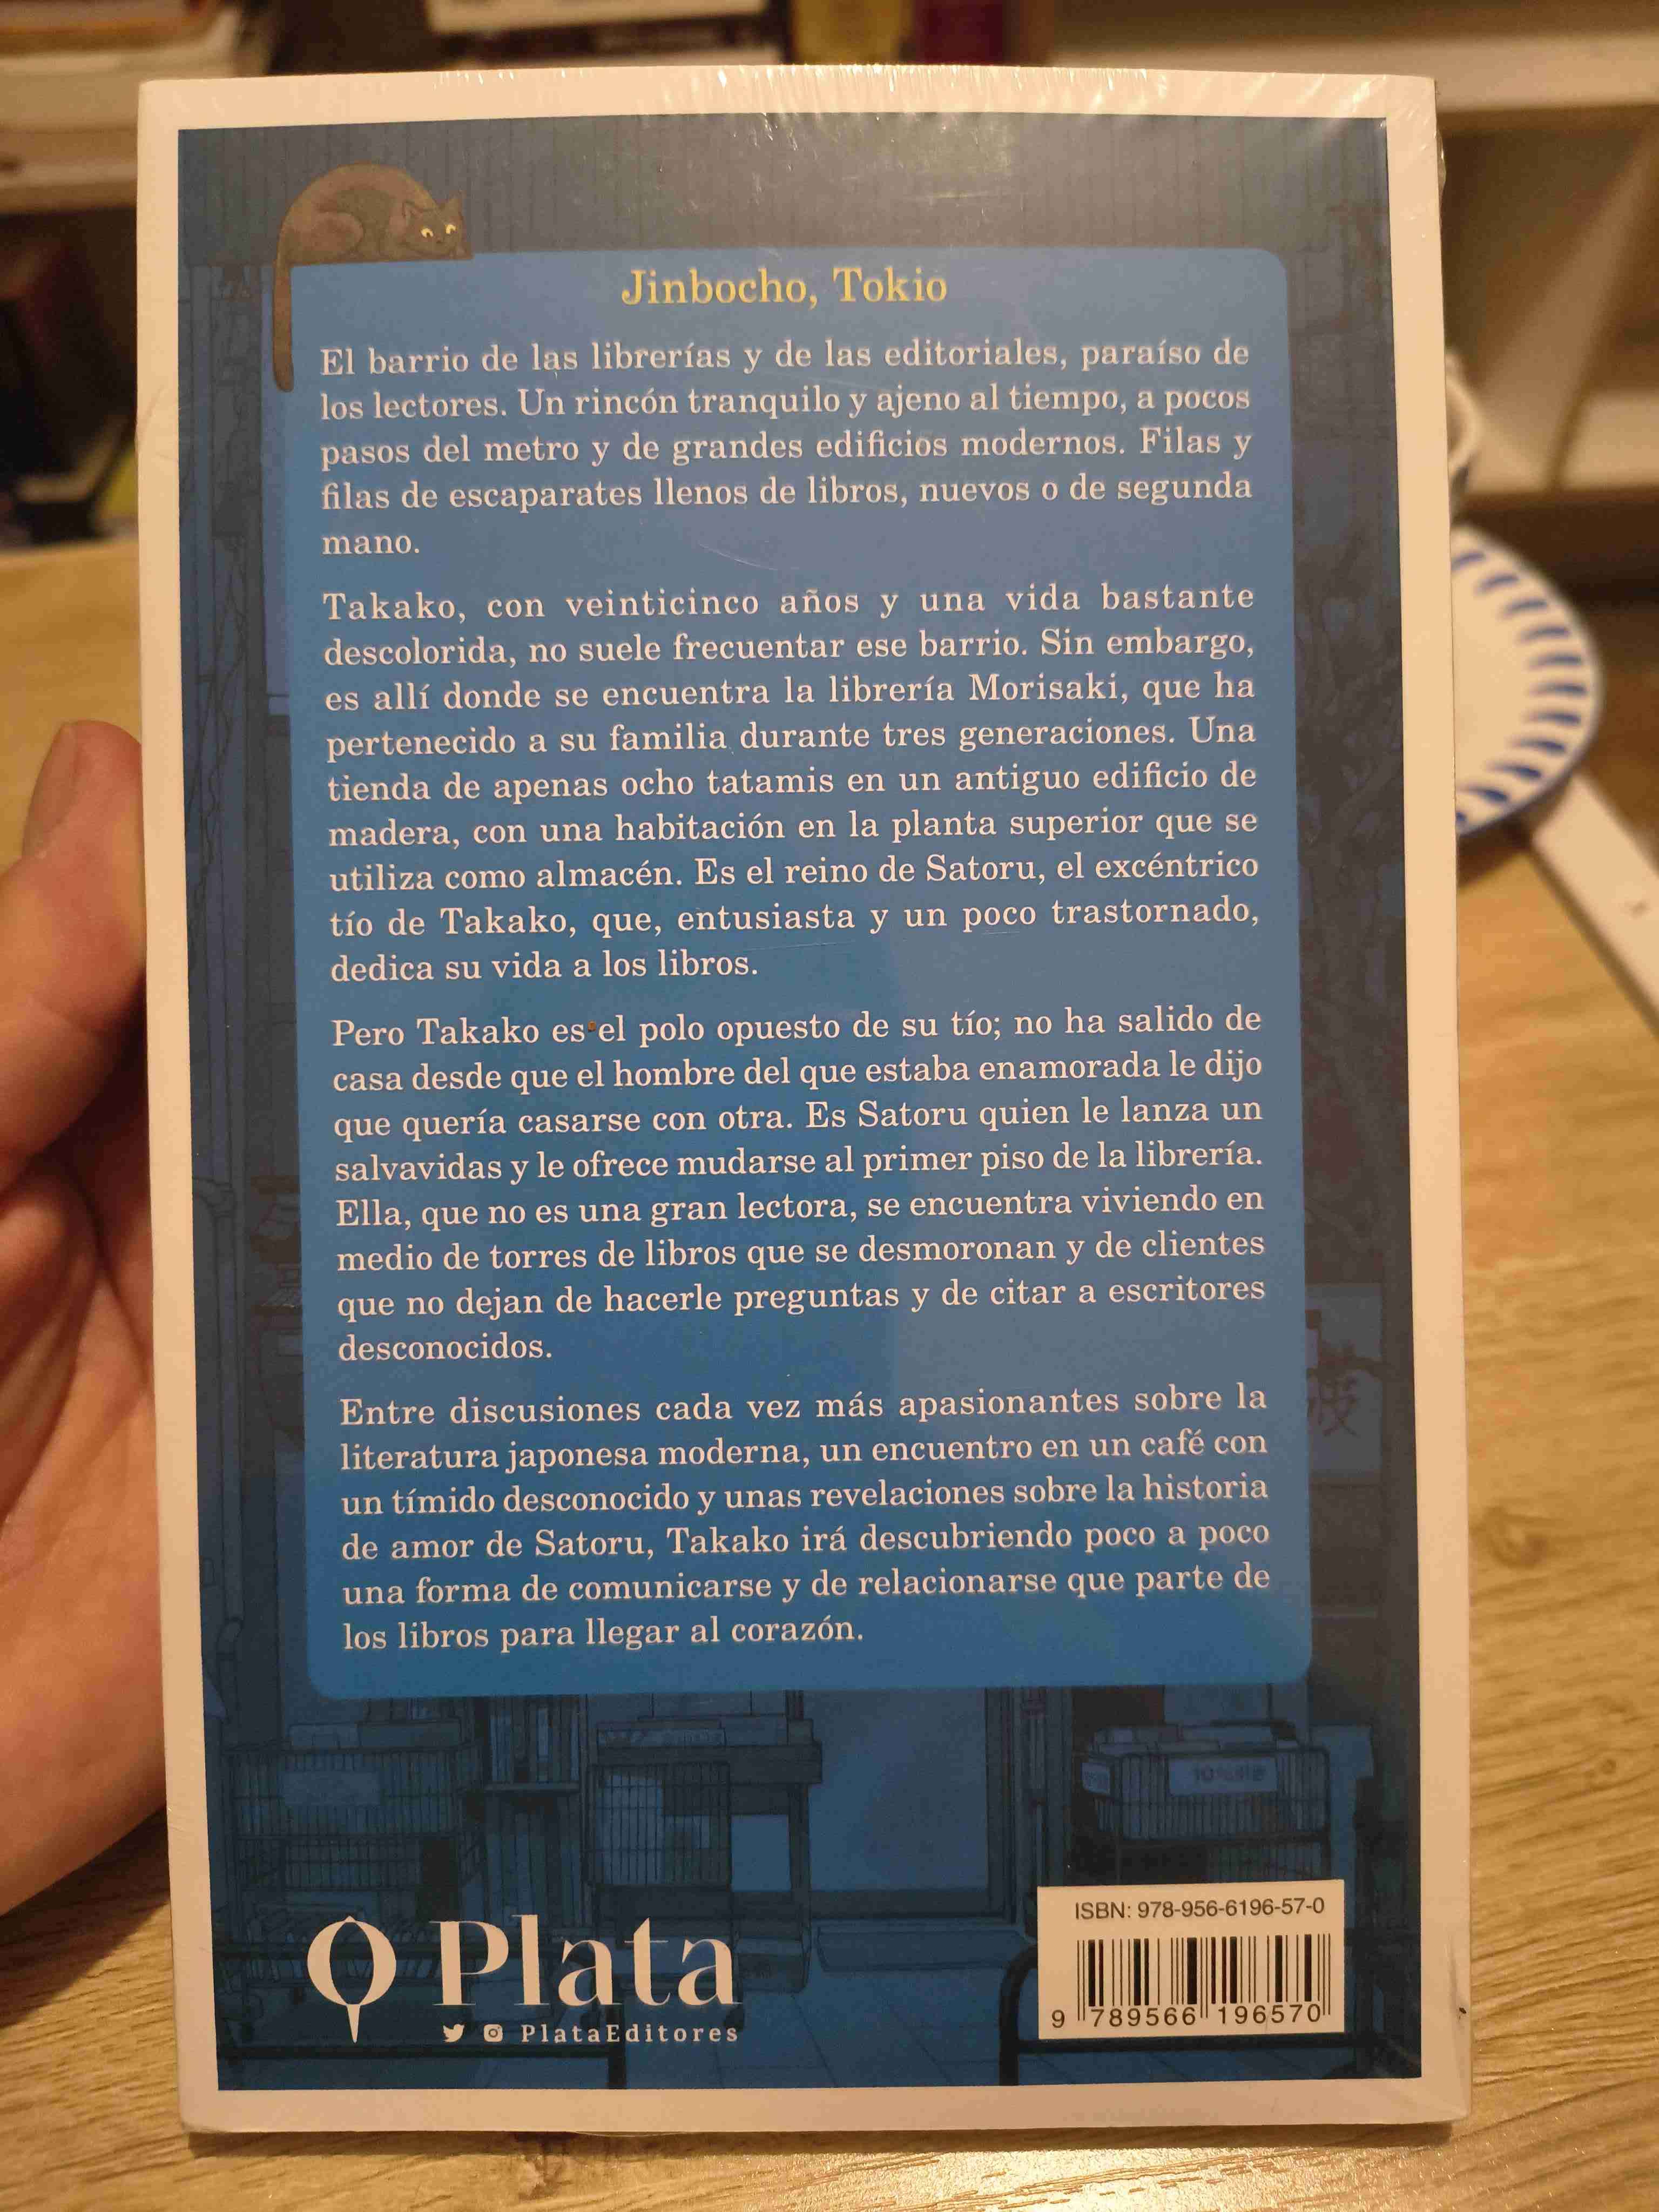 Jinbocho, Tokio
El barrio de las librerías y de las editoriales, paraíso de
los lectores. Un rincón tranquilo y ajeno al tiempo, a pocos
pasos del metro y de grandes edificios modernos. Filas y
filas de escaparates llenos de libros, nuevos o de segunda
mano.
Takako, con veinticinco años y una vida bastante
descolorida, no suele frecuentar ese barrio. Sin embargo,
es allí donde se encuentra la librería Morisaki, que ha
pertenecido a su familia durante tres generaciones. Una
tienda de apenas ocho tatamis en un antiguo edificio de
madera, con una habitación en la planta superior que se
utiliza como almacén. Es el reino de Satoru, el excéntrico
tío de Takako, que, entusiasta y un poco trastornado,
dedica su vida a los libros.
Pero Takako es el polo opuesto de su tío; no ha salido de
casa desde que el hombre del que estaba enamorada le dijo
que quería casarse con otra. Es Satoru quien le lanza un
salvavidas y le ofrece mudarse al primer piso de la librería.
Ella, que no es una gran lectora, se encuentra viviendo en
medio de torres de libros que se desmoronan y de clientes
que no dejan de hacerle preguntas y de citar a escritores
desconocidos.
Entre discusiones cada vez más apasionantes sobre la
literatura japonesa moderna, un encuentro en un café con
un tímido desconocido y unas revelaciones sobre la historia
de amor de Satoru, Takako irá descubriendo poco a poco
una forma de comunicarse y de relacionarse que parte de
los libros para llegar al corazón.
Plata
PlataEditores
ISBN: 978-956-6196-57-0
9 789566 196570